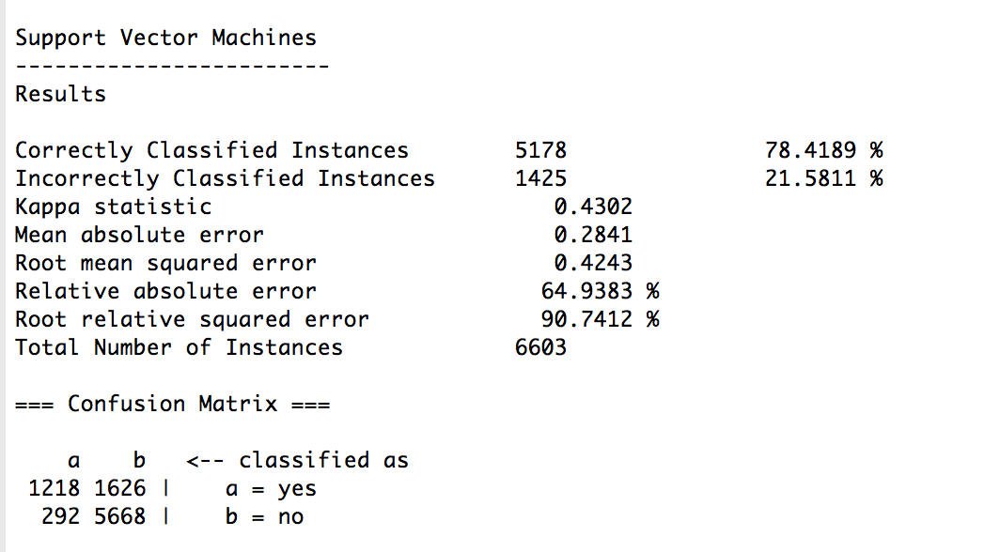 Support Vector Machines
------------------------
Results
Correctly Classified Instances 5178 78.4189 %
Incorrectly Classified Instances 1425 21.5811 %
Kappa statistic 0.4302
Mean absolute error 0.2841
Root mean squared error 0.4243
Relative absolute error 64.9383 %
Root relative squared error 90.7412 %
Total Number of Instances 6603
=== Confusion Matrix ===
a b <-- classified as
1218 1626 | a = yes
292 5668 | b = no